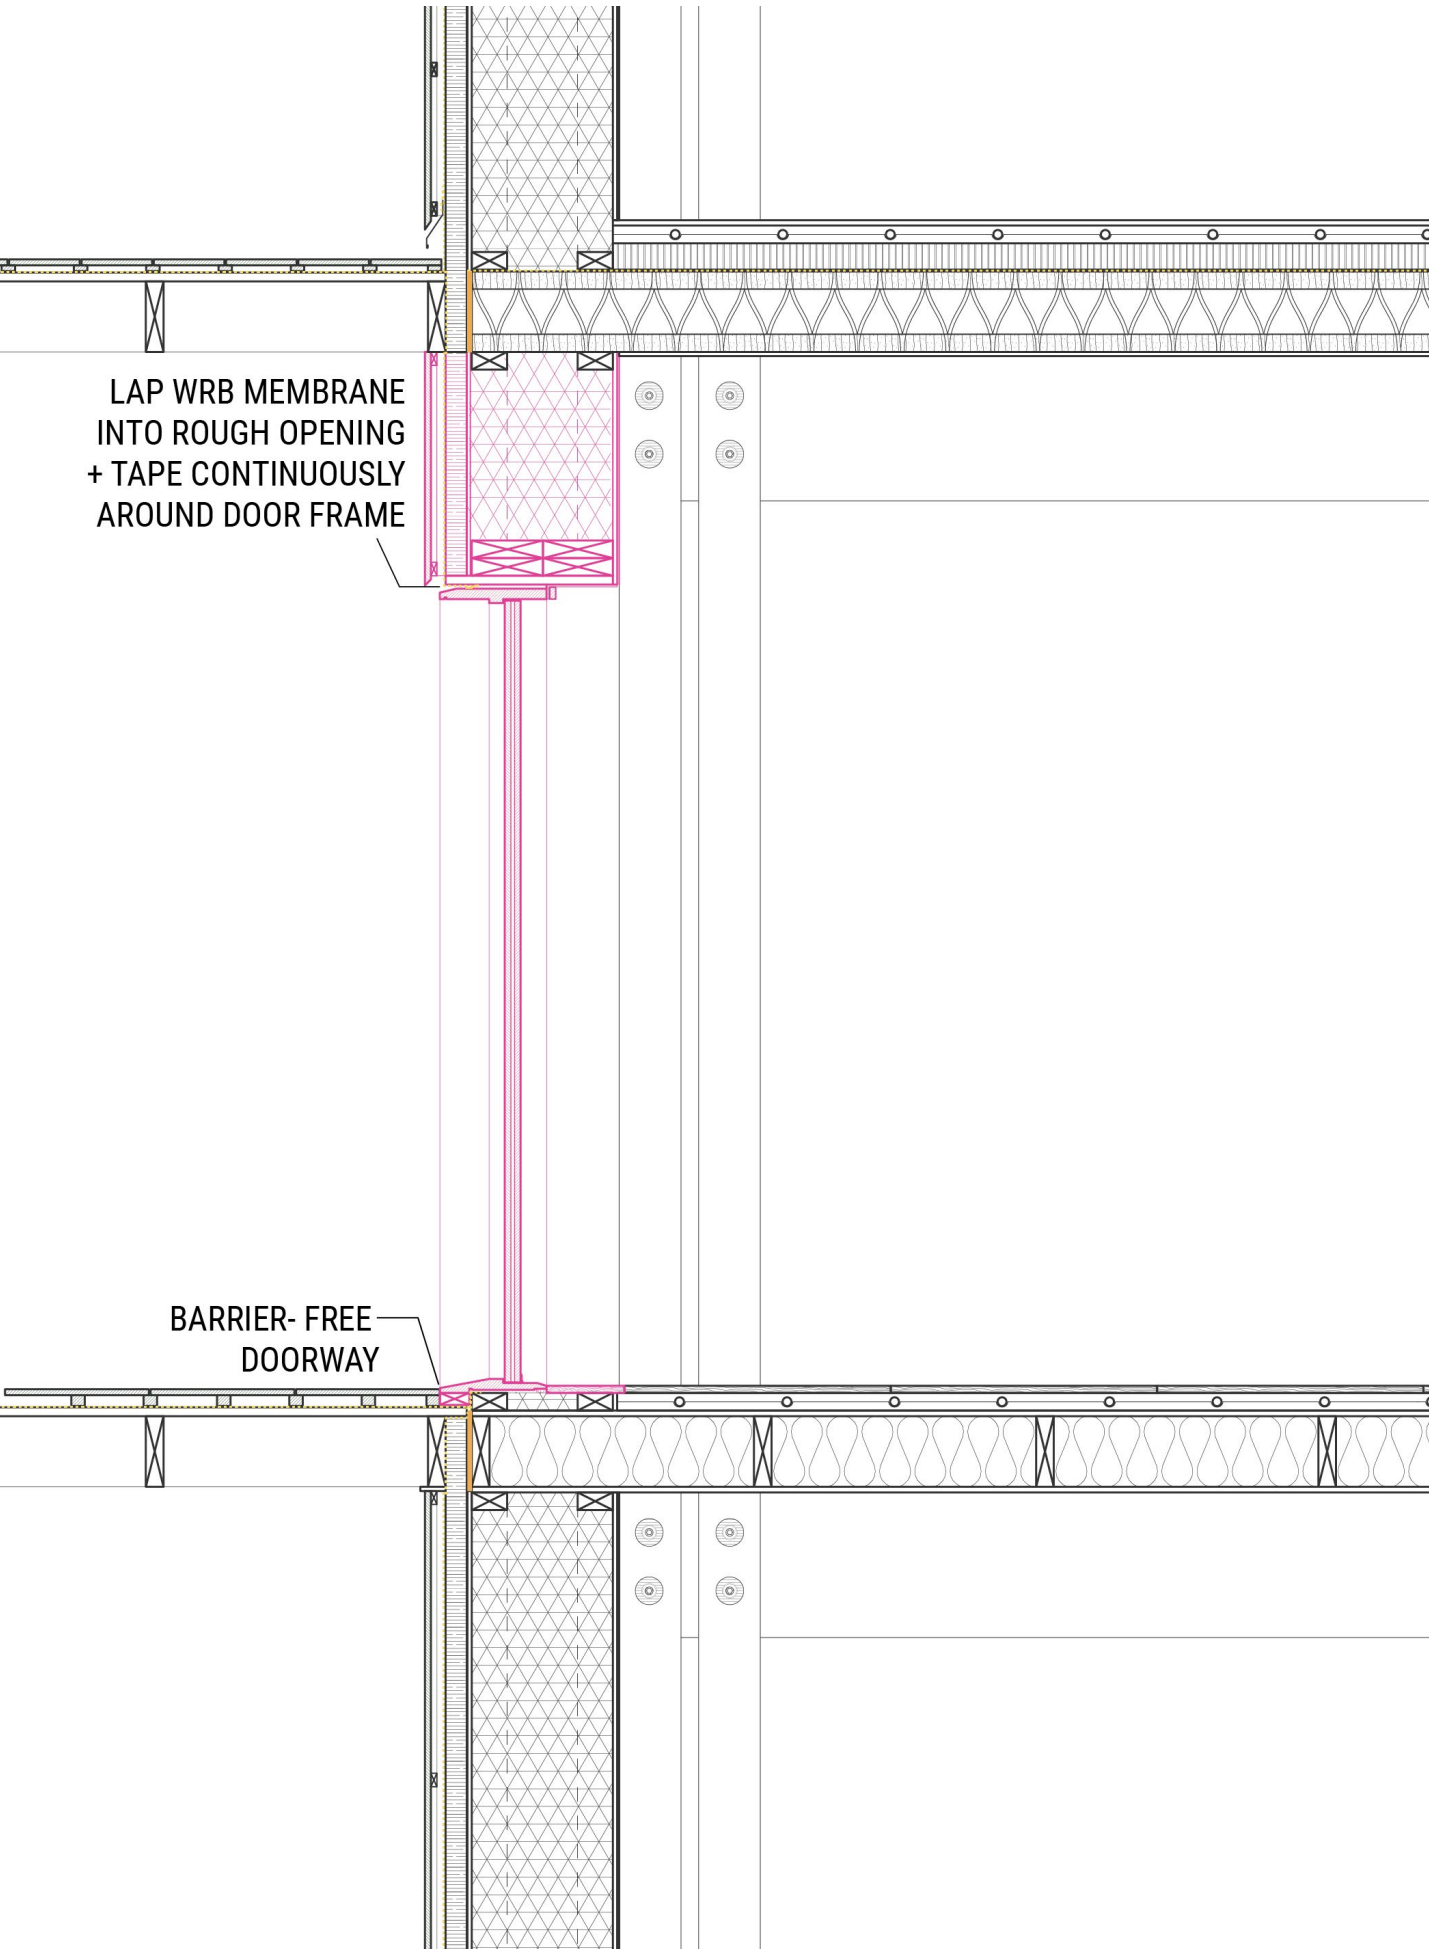 LAP WRB MEMBRANE
INTO ROUGH OPENING
+ TAPE CONTINUOUSLY
AROUND DOOR FRAME
BARRIER- FREE
DOORWAY